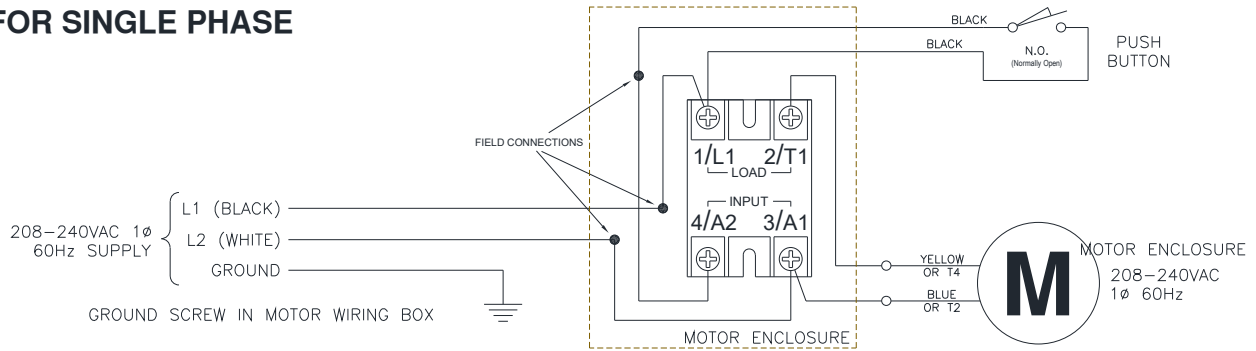 FOR SINGLE PHASE
BLACK
BLACK
N.O.
(Normally Open)
PUSH
BUTTON
FIELD CONNECTIONS
1/L1 2/T1
LOAD
INPUT
4/A2 3/A1
208-240VAC 1ø
60Hz SUPPLY
L1 (BLACK)
L2 (WHITE)
GROUND
GROUND SCREW IN MOTOR WIRING BOX
MOTOR ENCLOSURE
YELLOW
OR T4
BLUE
OR T2
M
MOTOR ENCLOSURE
208-240VAC
1ø 60Hz